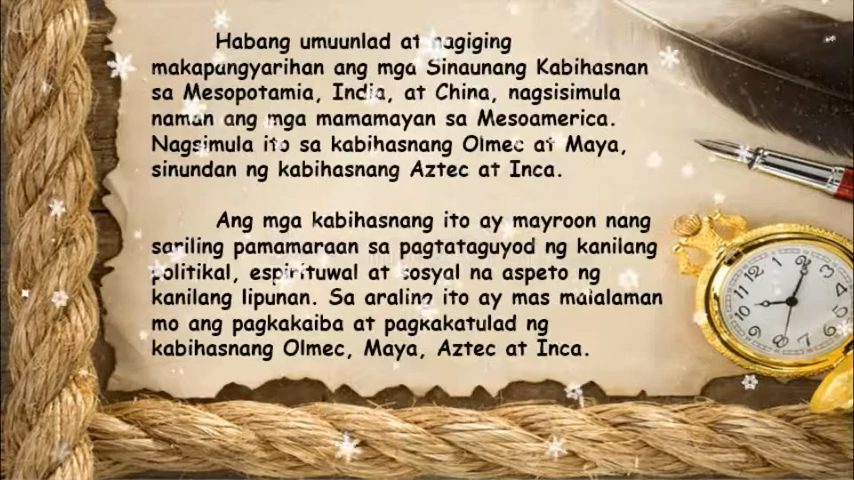 Habang umuunlad at nagiging
makapangyarihan ang mga Sinaunang Kabihasnan
sa Mesopotamia, India, at China, nagsisimula
naman ang mga mamamayan sa Mesoamerica.
Nagsimula ito sa kabihasnang Olmec at Maya,
sinundan ng kabihasnang Aztec at Inca.
Ang mga kabihasnang ito ay mayroon nang
sariling pamamaraan sa pagtataguyod ng kanilang
politikal, espirituwal at sosyal na aspeto ng
kanilang lipunan. Sa araling ito ay mas malalaman
mo ang pagkakaiba at pagkakatulad ng
kabihasnang Olmec, Maya, Aztec at Inca.